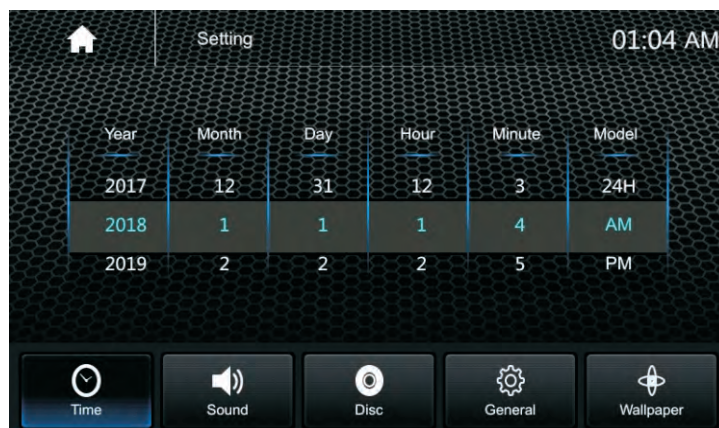 Setting 01:04 AM
Year Month Day Hour Minute Model
2017 12 31 12 3 24H
2018 1 1 1 4 AM
2019 2 2 2 5 PM
Time Sound Disc General Wallpaper